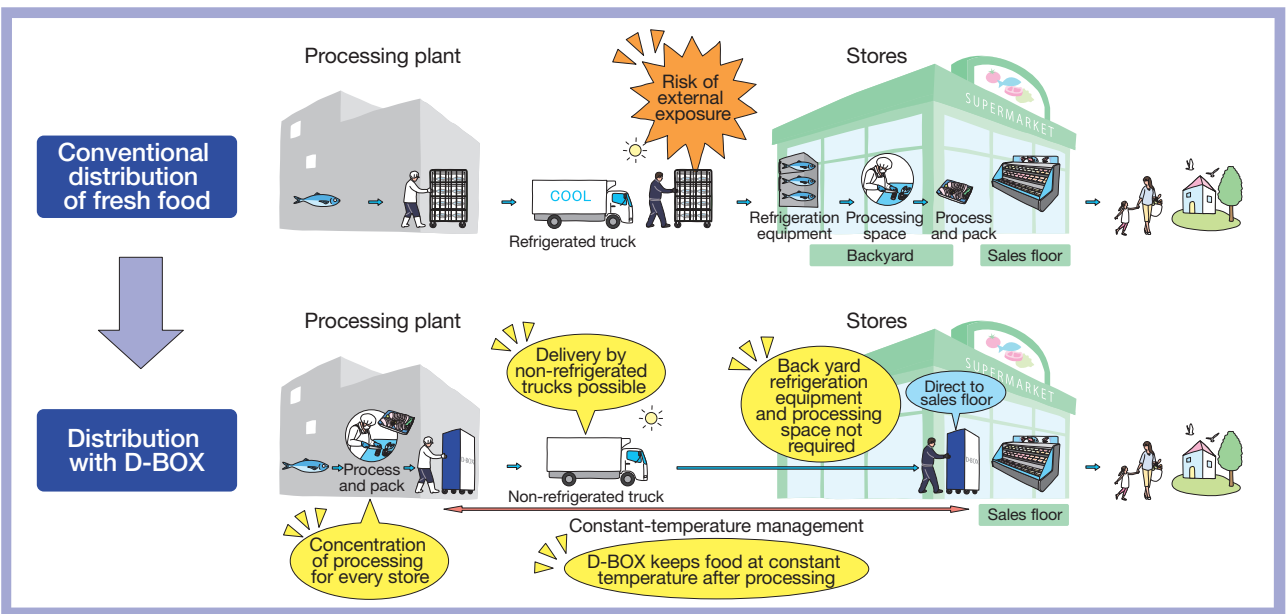 Processing plant
Stores
Conventional
distribution
of fresh food
Risk of
external
exposure
SUPERMARKET
COOL
Refrigerated truck
Refrigeration
equipment
Processing
space
Process
and pack
Backyard
Sales floor
Processing plant
Stores
Distribution
with D-BOX
Delivery by
non-refrigerated
trucks possible
Back yard
refrigeration
equipment
and processing
space not
required
SUPERMARKET
Direct to
sales floor
Process
and pack
D-BOX
Non-refrigerated truck
D-BOX
Sales floor
Constant-temperature management
Concentration
of processing
for every store
D-BOX keeps food at constant
temperature after processing